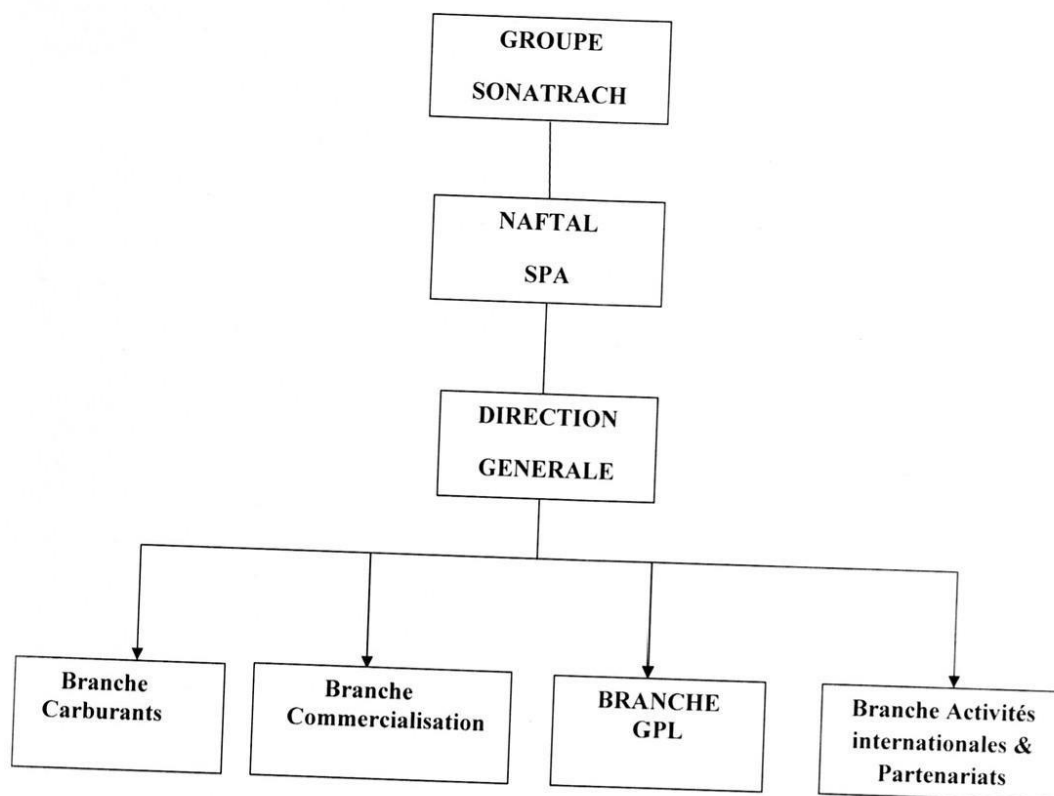 GROUPE
SONATRACH
NAFTAL
SPA
DIRECTION
GENERALE
Branche
Carburants
Branche
Commercialisation
BRANCHE
GPL
Branche Activités
internationales &
Partenariats